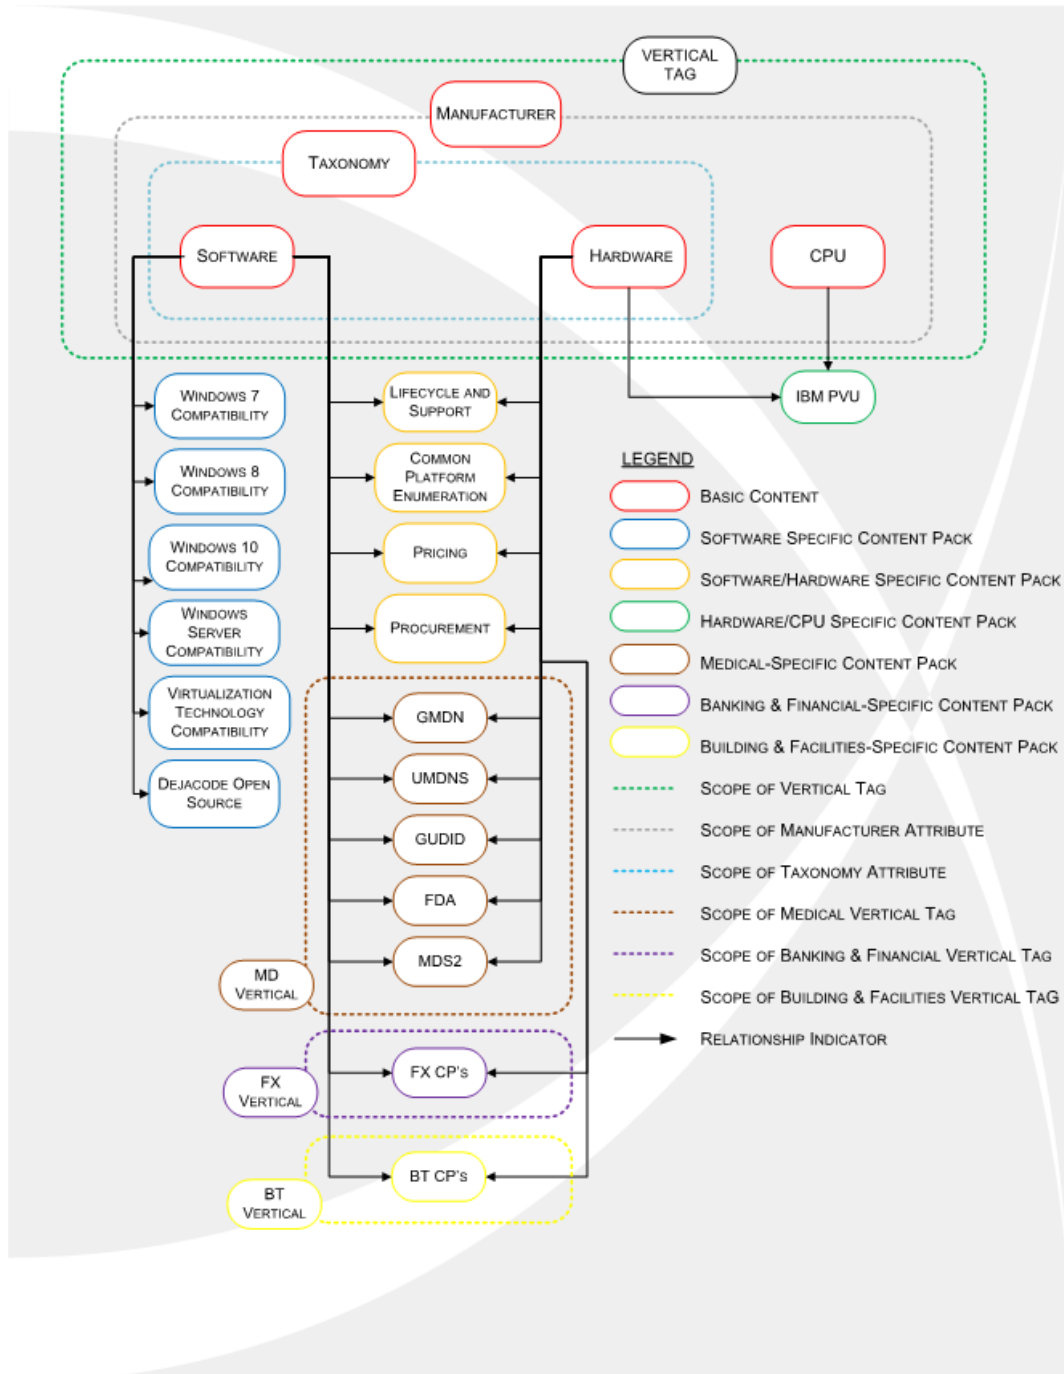 VERTICAL
TAG
MANUFACTURER
TAXONOMY
SOFTWARE
HARDWARE
CPU
WINDOWS 7
COMPATIBILITY
LIFECYCLE AND
SUPPORT
IBM PVU
WINDOWS 8
COMPATIBILITY
COMMON
PLATFORM
ENUMERATION
WINDOWS 10
COMPATIBILITY
PRICING
WINDOWS
SERVER
COMPATIBILITY
PROCUREMENT
VIRTUALIZATION
TECHNOLOGY
COMPATIBILITY
DEJACODE OPEN
SOURCE
GMDN
UMDNS
GUDID
FDA
MDS2
MD
VERTICAL
FX CP'S
FX
VERTICAL
BT CP'S
BT
VERTICAL
LEGEND
BASIC CONTENT
SOFTWARE SPECIFIC CONTENT PACK
SOFTWARE/HARDWARE SPECIFIC CONTENT PACK
HARDWARE/CPU SPECIFIC CONTENT PACK
MEDICAL-SPECIFIC CONTENT PACK
BANKING & FINANCIAL-SPECIFIC CONTENT PACK
BUILDING & FACILITIES-SPECIFIC CONTENT PACK
SCOPE OF VERTICAL TAG
SCOPE OF MANUFACTURER ATTRIBUTE
SCOPE OF TAXONOMY ATTRIBUTE
SCOPE OF MEDICAL VERTICAL TAG
SCOPE OF BANKING & FINANCIAL VERTICAL TAG
SCOPE OF BUILDING & FACILITIES VERTICAL TAG
RELATIONSHIP INDICATOR